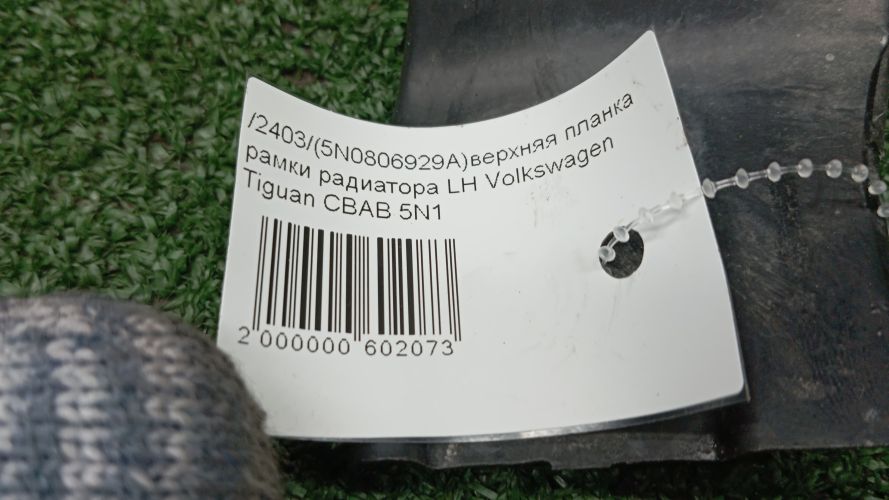 /2403/(5N0806929A)верхняя планка
рамки радиатора LH Volkswagen
Tiguan CBAB 5N1
2 000000 602073